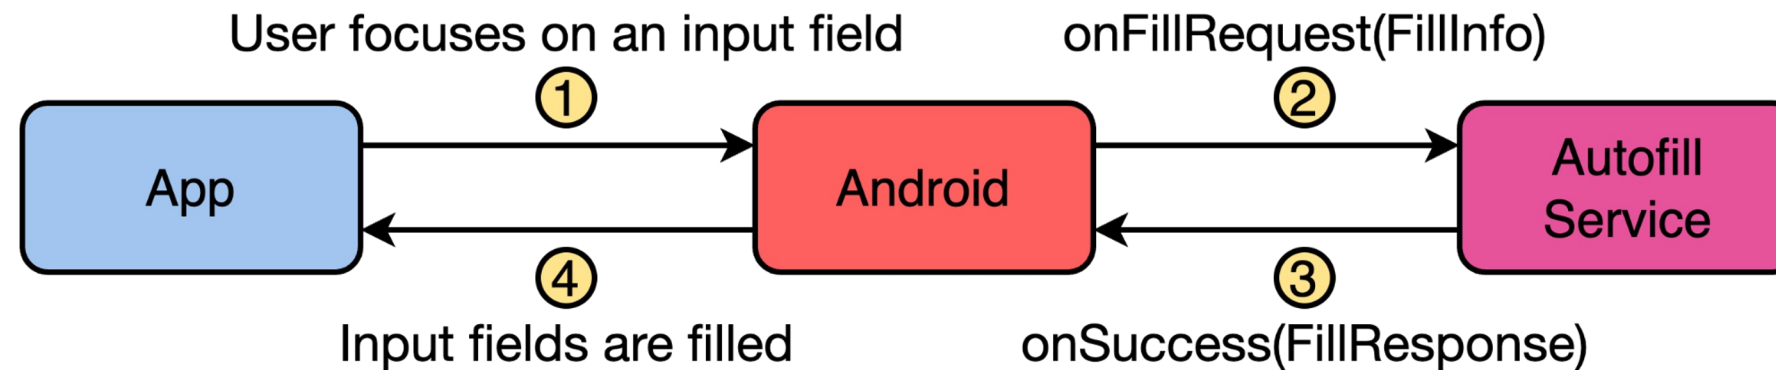 User focuses on an input field
onFillRequest(FillInfo)
1
2
App
Android
Autofill
Service
4
3
Input fields are filled
onSuccess(FillResponse)